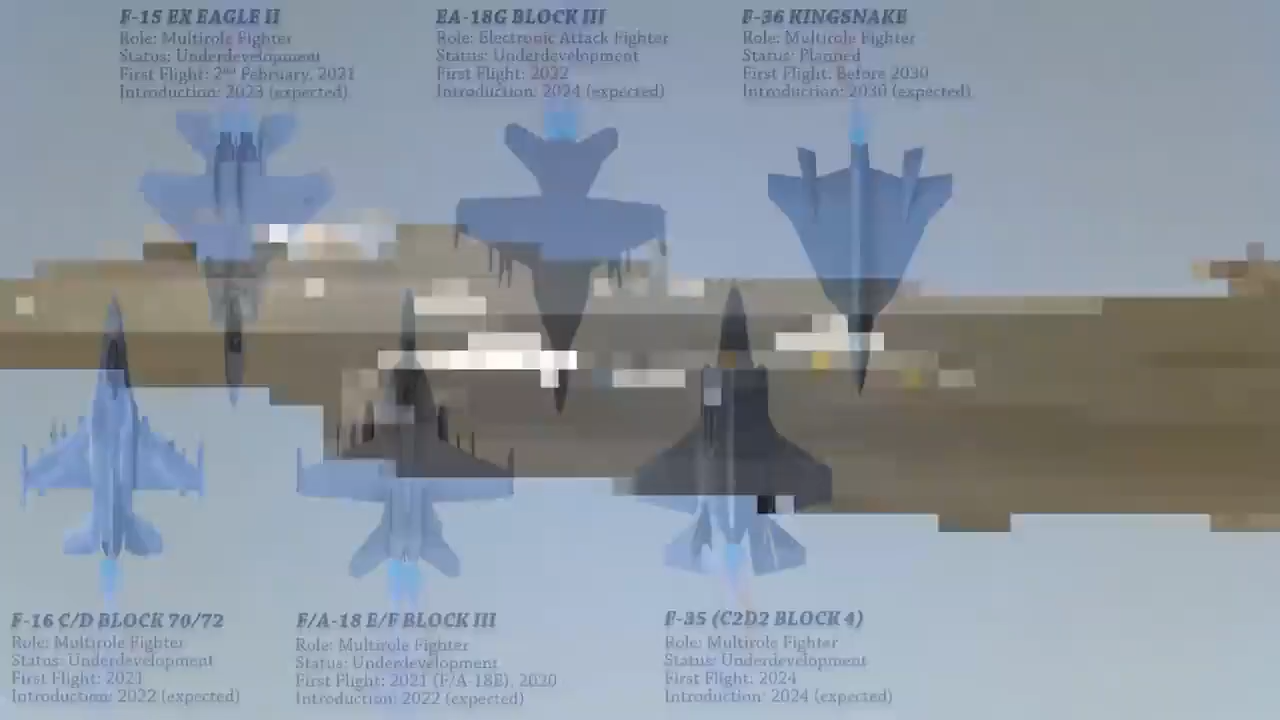 F-15 EX EAGLE II
Role: Multirole Fighter
Status: Underdevelopment
First Flight: 2ⁿᵈ February, 2021
Introduction: 2023 (expected)
EA-18G BLOCK III
Role: Electronic Attack Fighter
Status: Underdevelopment
First Flight: 2022
Introduction: 2024 (expected)
F-36 KINGSNAKE
Role: Multirole Fighter
Status: Planned
First Flight: Before 2030
Introduction: 2030 (expected)
F-16 C/D BLOCK 70/72
Role: Multirole Fighter
Status: Underdevelopment
First Flight: 2021
Introduction: 2022 (expected)
F/A-18 E/F BLOCK III
Role: Multirole Fighter
Status: Underdevelopment
First Flight: 2021 (F/A-18E), 2020
Introduction: 2022 (expected)
F-35 (C2D2 BLOCK 4)
Role: Multirole Fighter
Status: Underdevelopment
First Flight: 2024
Introduction: 2024 (expected)